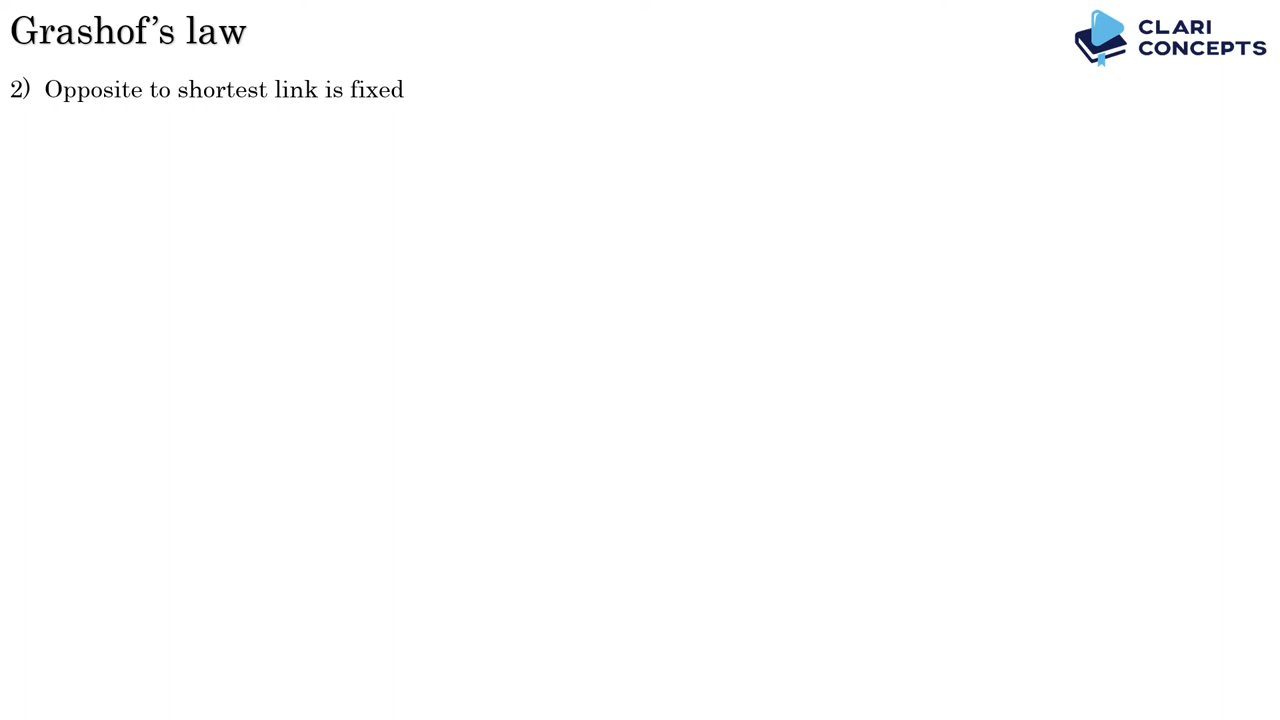 Grashof’s law
CLARI
CONCEPTS
2) Opposite to shortest link is fixed